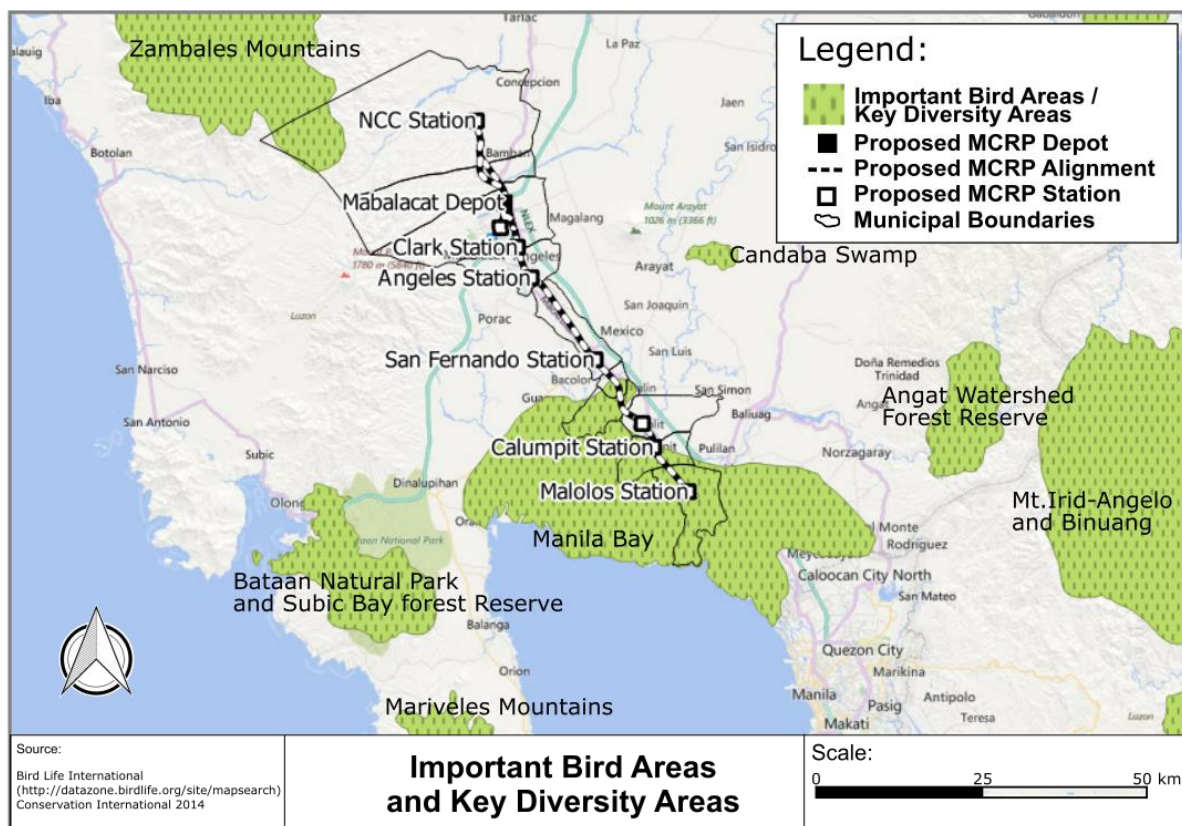 Zambales Mountains
Tarlac
La Paz
Iba
Concepcion
Jaen
NCC Station
San Isidro
Botolan
Bamban
Mabalacat Depot
NLEX
Magalang
Mount Arayat
1026 m (3366 ft)
Clark Station
Candaba Swamp
1780 m (5840 ft)
Arayat
Angeles Station
San Joaquin
Luzon
Porac
Mexico
San Fernando Station
San Luis
Doña Remedios
Trinidad
San Narciso
Bacolor
San Simon
Angat Watershed
Forest Reserve
San Antonio
Baliuag
Calumpit Station
Pulilan
Norzagaray
Subic
Dinalupihan
Malolos Station
Mt.Irid-Angelo
and Binuang
Manila Bay
Rodriguez
Caloocan City North
Bataan Natural Park
and Subic Bay forest Reserve
San Mateo
Balanga
Quezon City
Marikina
Orion
Mariveles Mountains
Manila
Antipolo
Pasig
Teresa
Luzon
Makati
Legend:
Important Bird Areas /
Key Diversity Areas
Proposed MCRP Depot
Proposed MCRP Alignment
Proposed MCRP Station
Municipal Boundaries
Source:
Bird Life International
(http://datazone.birdlife.org/site/mapsearch)
Conservation International 2014
Important Bird Areas
and Key Diversity Areas
Scale:
0 25 50 km